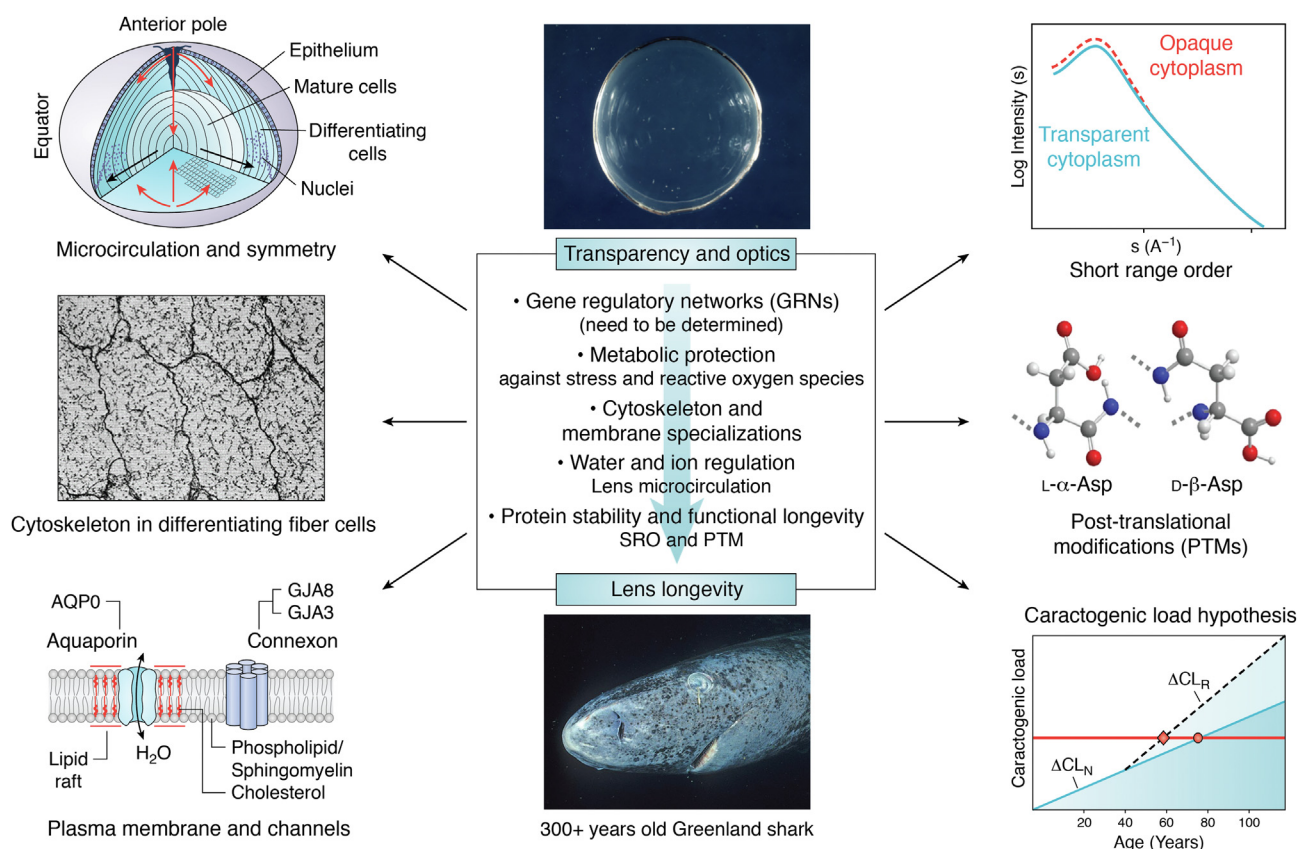 Anterior pole
Equator
Epithelium
Mature cells
Differentiating
cells
Nuclei
Microcirculation and symmetry
Cytoskeleton in differentiating fiber cells
AQP0
Aquaporin
GJA8
GJA3
Connexon
Lipid
raft
H₂O
Phospholipid/
Sphingomyelin
Cholesterol
Plasma membrane and channels
Transparency and optics
• Gene regulatory networks (GRNs)
(need to be determined)
• Metabolic protection
against stress and reactive oxygen species
• Cytoskeleton and
membrane specializations
• Water and ion regulation
Lens microcirculation
• Protein stability and functional longevity
SRO and PTM
Lens longevity
300+ years old Greenland shark
Log Intensity (s)
Opaque
cytoplasm
Transparent
cytoplasm
s (A⁻¹)
Short range order
L-α-Asp
D-β-Asp
Post-translational
modifications (PTMs)
Caractogenic load hypothesis
Caractogenic load
ΔCL_R
ΔCL_N
20 40 60 80 100
Age (Years)